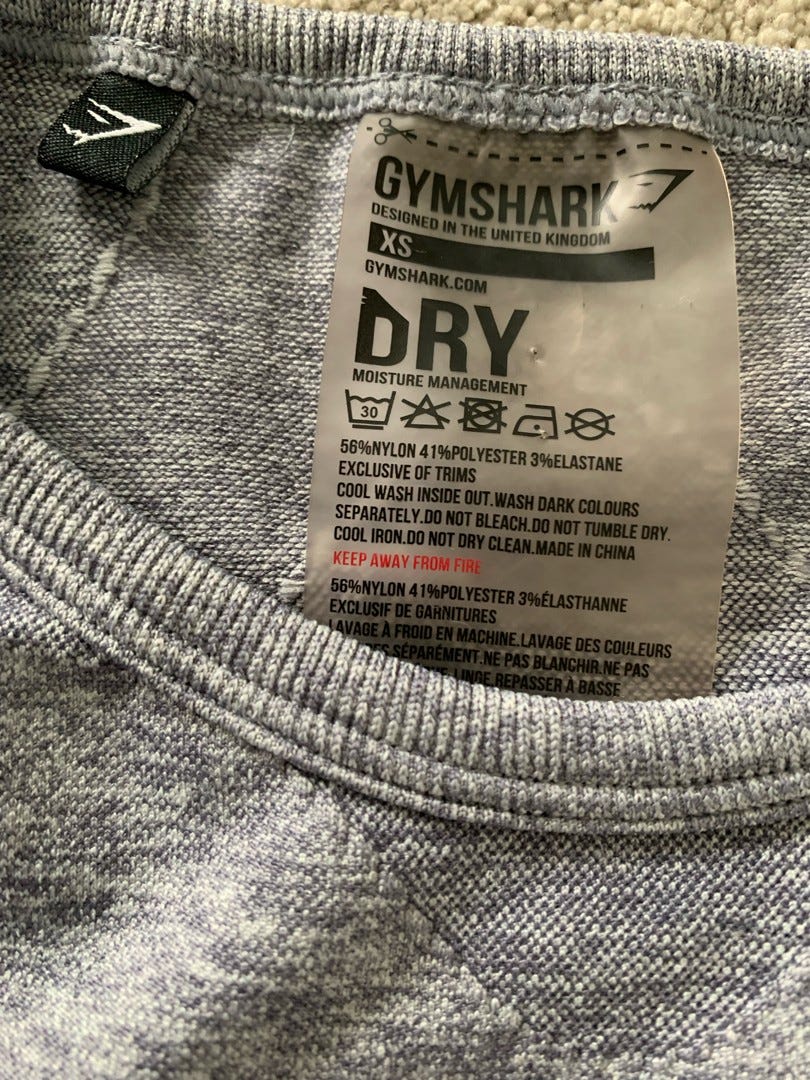 GYMSHARK
DESIGNED IN THE UNITED KINGDOM
XS
GYMSHARK.COM
DRY
MOISTURE MANAGEMENT
30
56%NYLON 41%POLYESTER 3%ELASTANE
EXCLUSIVE OF TRIMS
COOL WASH INSIDE OUT.WASH DARK COLOURS
SEPARATELY.DO NOT BLEACH.DO NOT TUMBLE DRY.
COOL IRON.DO NOT DRY CLEAN.MADE IN CHINA
KEEP AWAY FROM FIRE
56%NYLON 41%POLYESTER 3%ÉLASTHANNE
EXCLUSIF DE GARNITURES
LAVAGE À FROID EN MACHINE.LAVAGE DES COULEURS
SÉPARÉMENT.NE PAS BLANCHIR.NE PAS
LINGE.REPASSER À BASSE